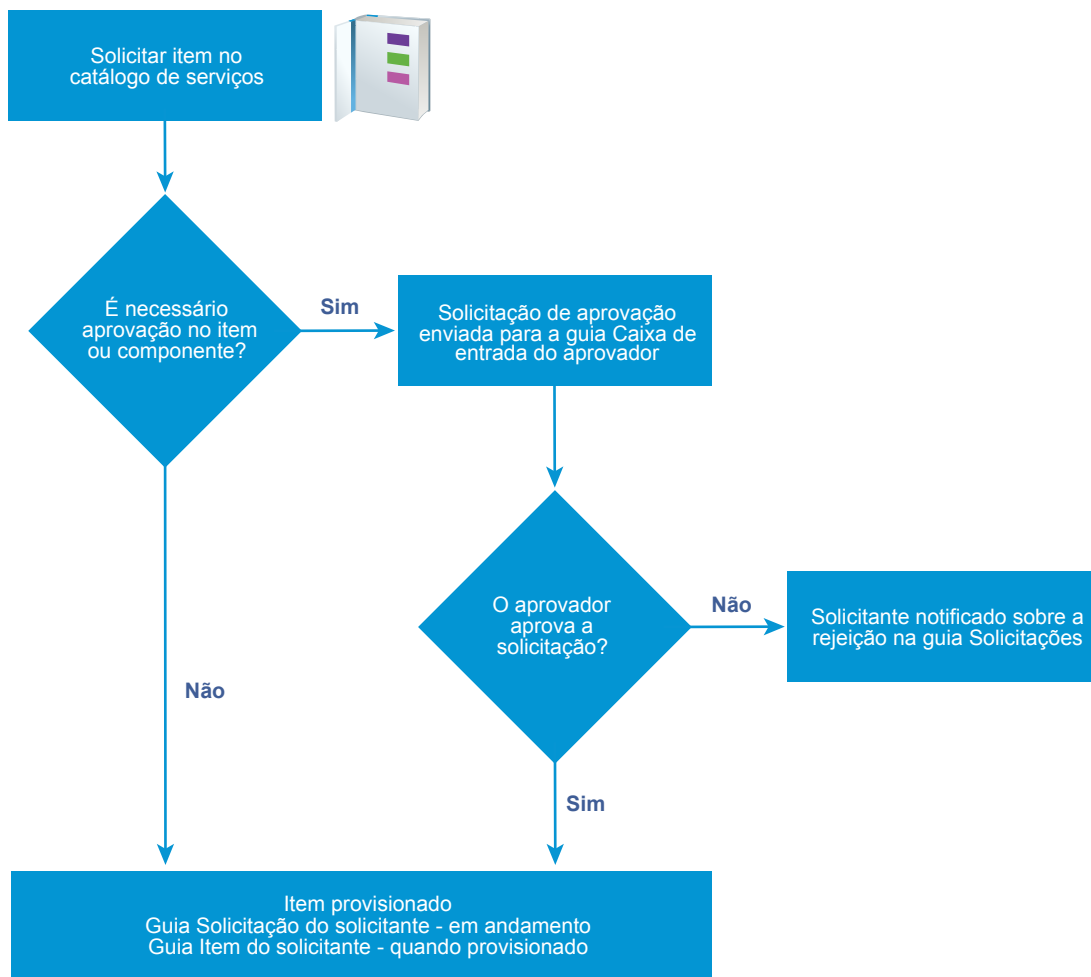 Solicitar item no
catálogo de serviços
É necessário
aprovação no item
ou componente?
Sim
Solicitação de aprovação
enviada para a guia Caixa de
entrada do aprovador
O aprovador
aprova a
solicitação?
Não
Solicitante notificado sobre a
rejeição na guia Solicitações
Não
Sim
Item provisionado
Guia Solicitação do solicitante - em andamento
Guia Item do solicitante - quando provisionado